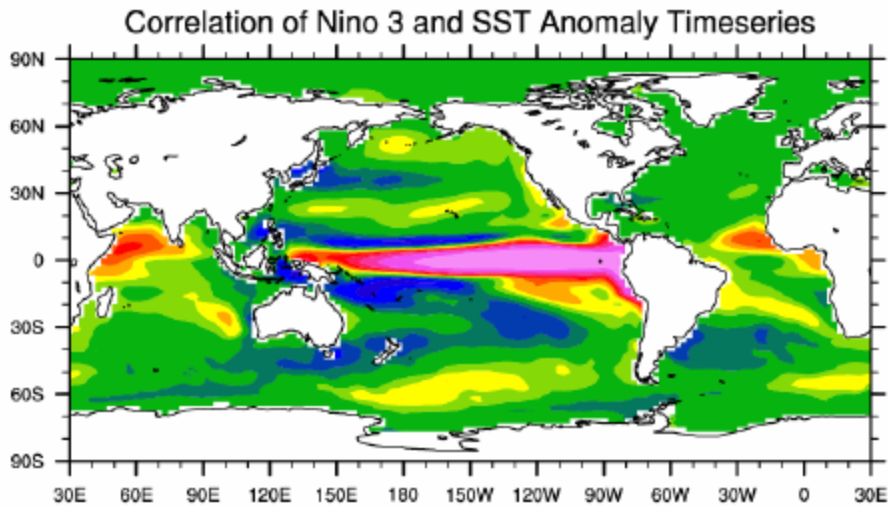 Correlation of Nino 3 and SST Anomaly Timeseries
90N
60N
30N
0
30S
60S
90S
30E 60E 90E 120E 150E 180 150W 120W 90W 60W 30W 0 30E